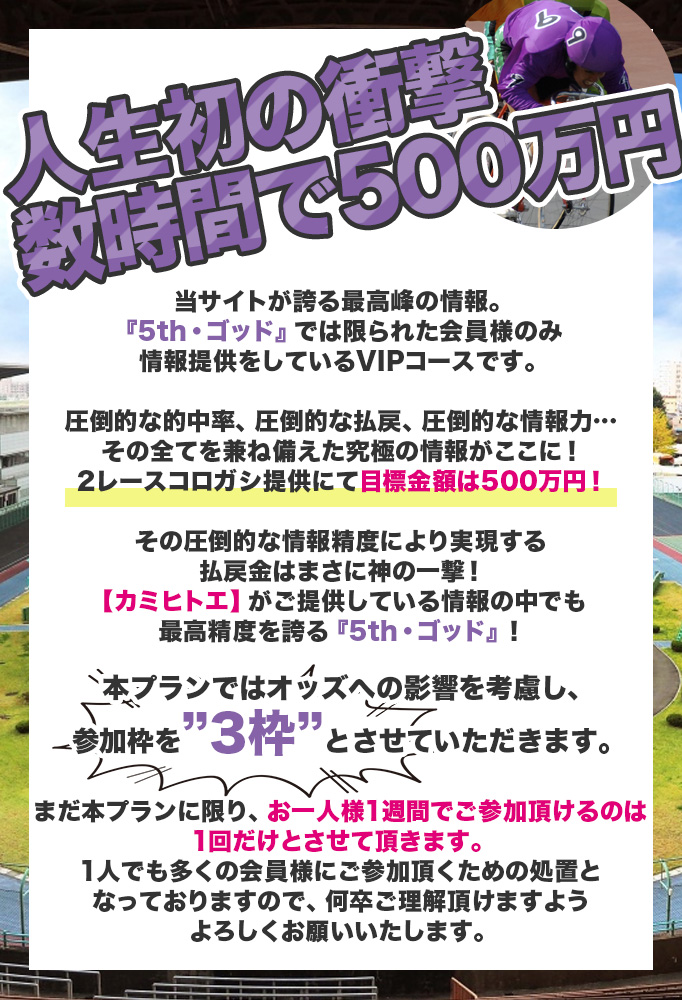 人生初の衝撃
数時間で500万円
当サイトが誇る最高峰の情報。
『5th・ゴッド』では限られた会員様のみ
情報提供をしているVIPコースです。
圧倒的な的中率、圧倒的な払戻、圧倒的な情報力…
その全てを兼ね備えた究極の情報がここに！
2レースコロガシ提供にて目標金額は500万円！
その圧倒的な情報精度により実現する
払戻金はまさに神の一撃！
【カミヒトエ】がご提供している情報の中でも
最高精度を誇る『5th・ゴッド』！
本プランではオッズへの影響を考慮し、
参加枠を”3枠”とさせていただきます。
まだ本プランに限り、お一人様1週間でご参加頂けるのは
1回だけとさせて頂きます。
1人でも多くの会員様にご参加頂くための処置と
なっておりますので、何卒ご理解頂けますよう
よろしくお願いいたします。